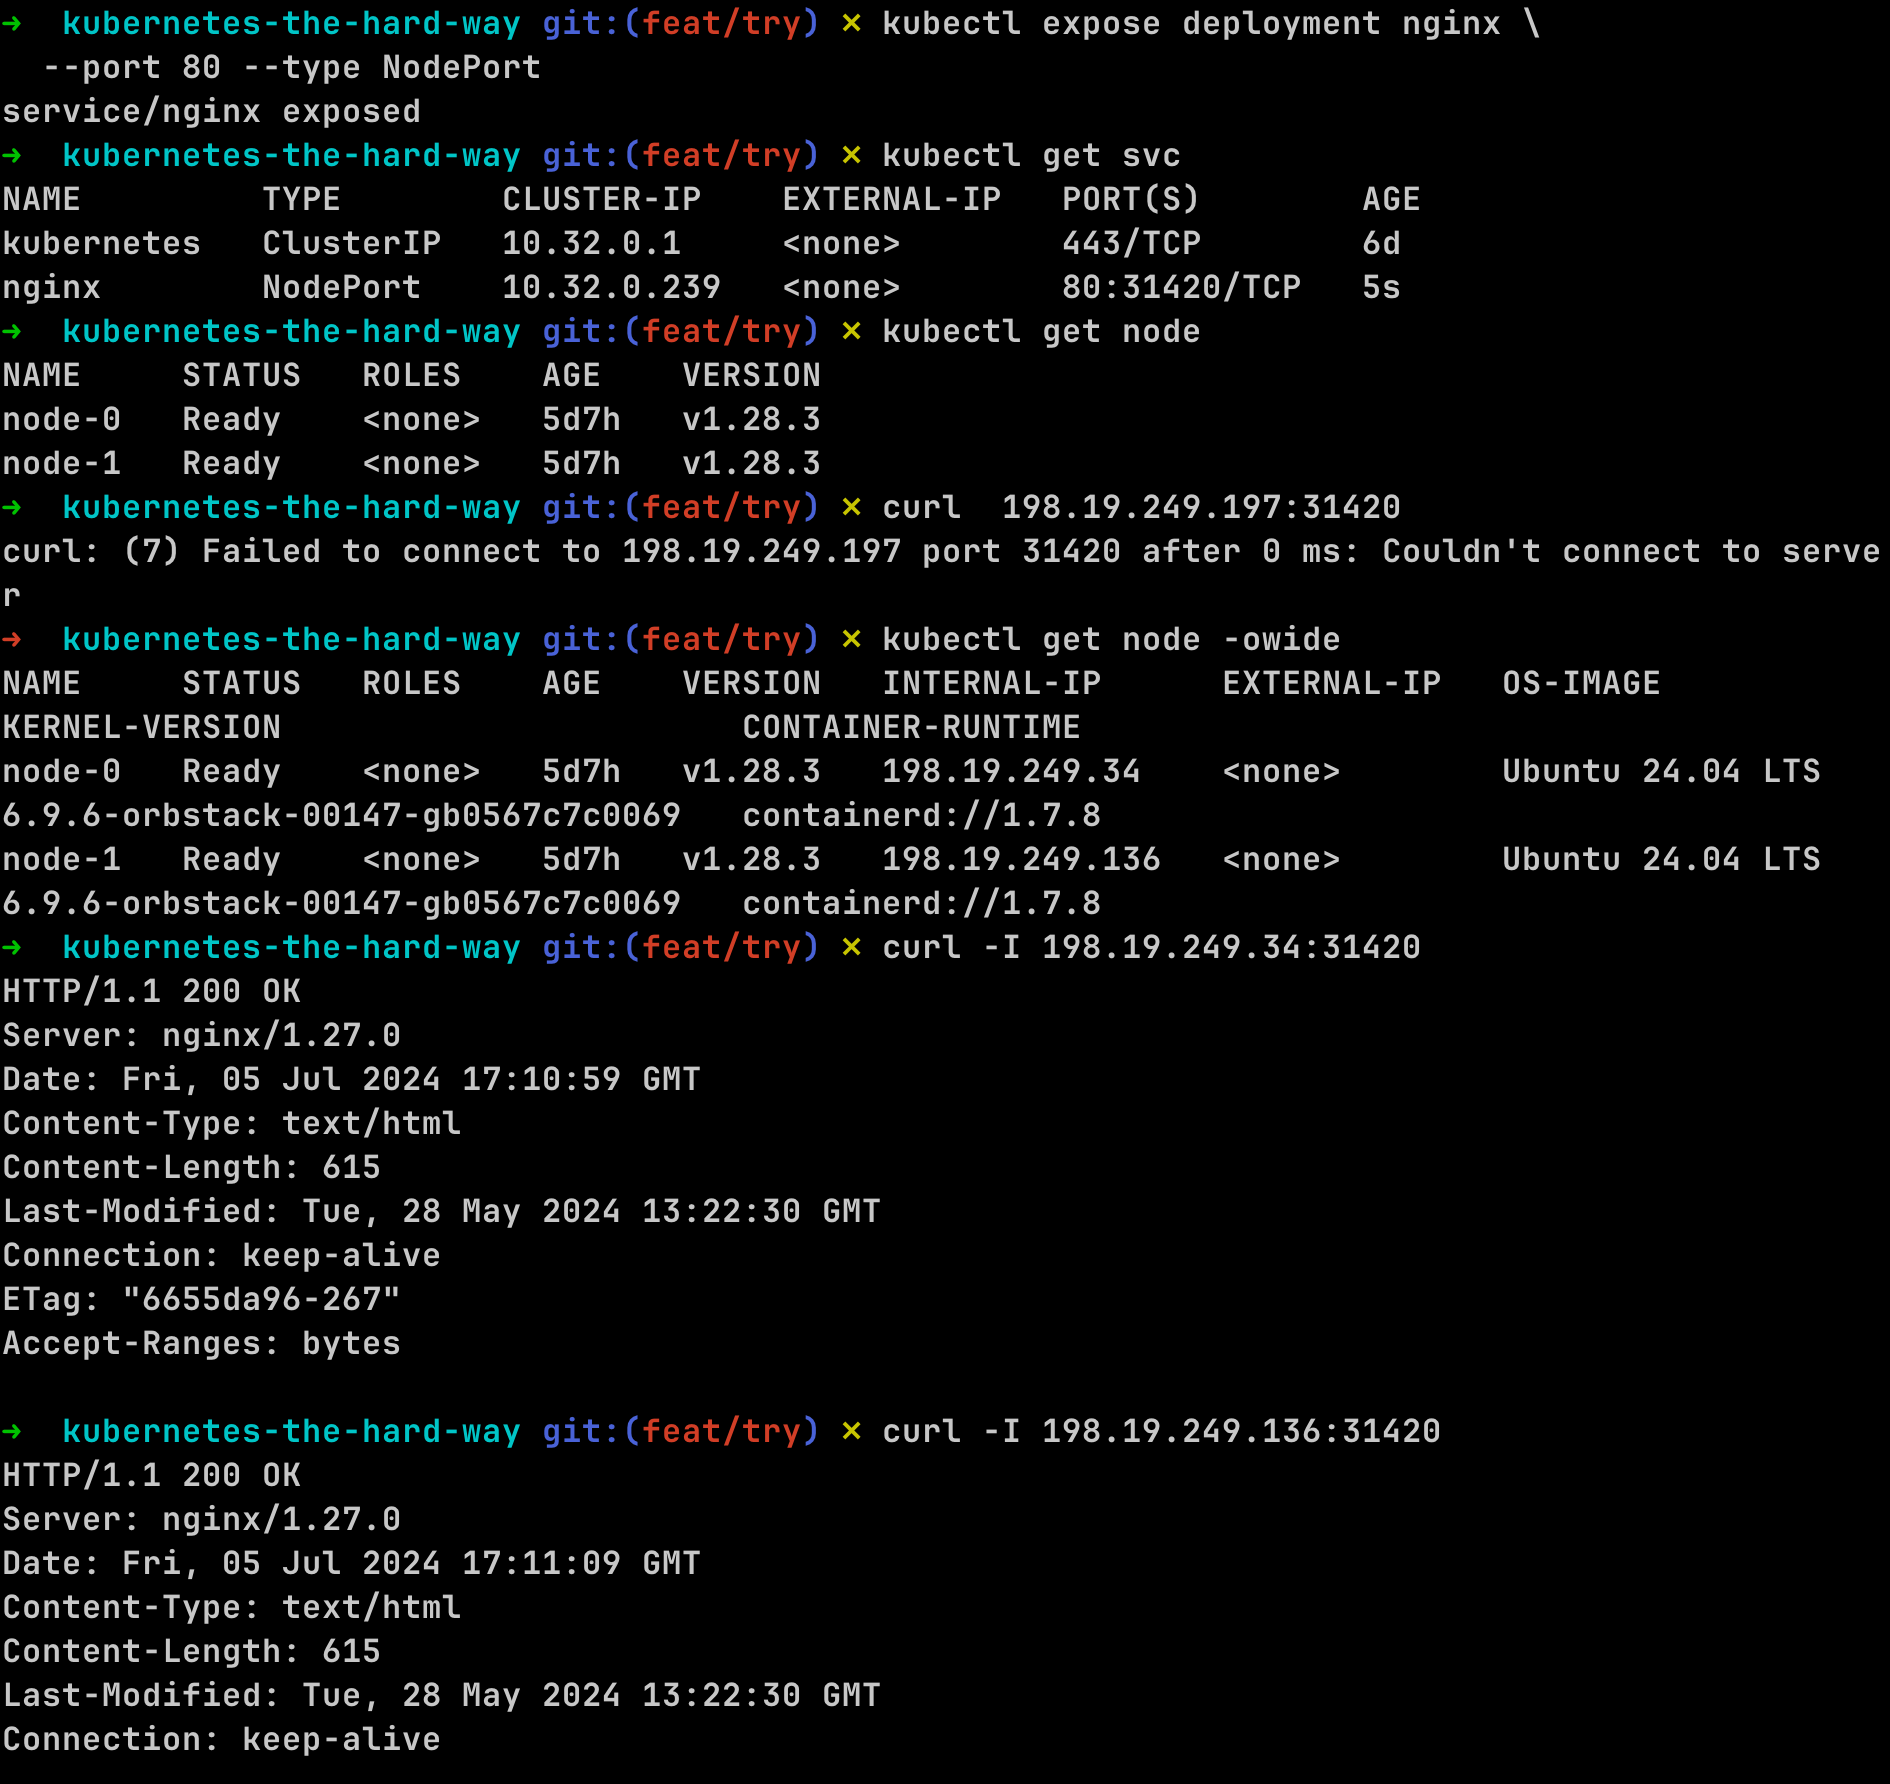 ➜  kubernetes-the-hard-way git:(feat/try) ✗ kubectl expose deployment nginx \
  --port 80 --type NodePort
service/nginx exposed
➜  kubernetes-the-hard-way git:(feat/try) ✗ kubectl get svc
NAME         TYPE        CLUSTER-IP    EXTERNAL-IP   PORT(S)        AGE
kubernetes   ClusterIP   10.32.0.1     <none>        443/TCP        6d
nginx        NodePort    10.32.0.239   <none>        80:31420/TCP   5s
➜  kubernetes-the-hard-way git:(feat/try) ✗ kubectl get node
NAME     STATUS   ROLES    AGE    VERSION
node-0   Ready    <none>   5d7h   v1.28.3
node-1   Ready    <none>   5d7h   v1.28.3
➜  kubernetes-the-hard-way git:(feat/try) ✗ curl  198.19.249.197:31420
curl: (7) Failed to connect to 198.19.249.197 port 31420 after 0 ms: Couldn't connect to serve
r
➜  kubernetes-the-hard-way git:(feat/try) ✗ kubectl get node -owide
NAME     STATUS   ROLES    AGE    VERSION   INTERNAL-IP      EXTERNAL-IP   OS-IMAGE
KERNEL-VERSION                       CONTAINER-RUNTIME
node-0   Ready    <none>   5d7h   v1.28.3   198.19.249.34    <none>        Ubuntu 24.04 LTS
6.9.6-orbstack-00147-gb0567c7c0069   containerd://1.7.8
node-1   Ready    <none>   5d7h   v1.28.3   198.19.249.136   <none>        Ubuntu 24.04 LTS
6.9.6-orbstack-00147-gb0567c7c0069   containerd://1.7.8
➜  kubernetes-the-hard-way git:(feat/try) ✗ curl -I 198.19.249.34:31420
HTTP/1.1 200 OK
Server: nginx/1.27.0
Date: Fri, 05 Jul 2024 17:10:59 GMT
Content-Type: text/html
Content-Length: 615
Last-Modified: Tue, 28 May 2024 13:22:30 GMT
Connection: keep-alive
ETag: "6655da96-267"
Accept-Ranges: bytes

➜  kubernetes-the-hard-way git:(feat/try) ✗ curl -I 198.19.249.136:31420
HTTP/1.1 200 OK
Server: nginx/1.27.0
Date: Fri, 05 Jul 2024 17:11:09 GMT
Content-Type: text/html
Content-Length: 615
Last-Modified: Tue, 28 May 2024 13:22:30 GMT
Connection: keep-alive